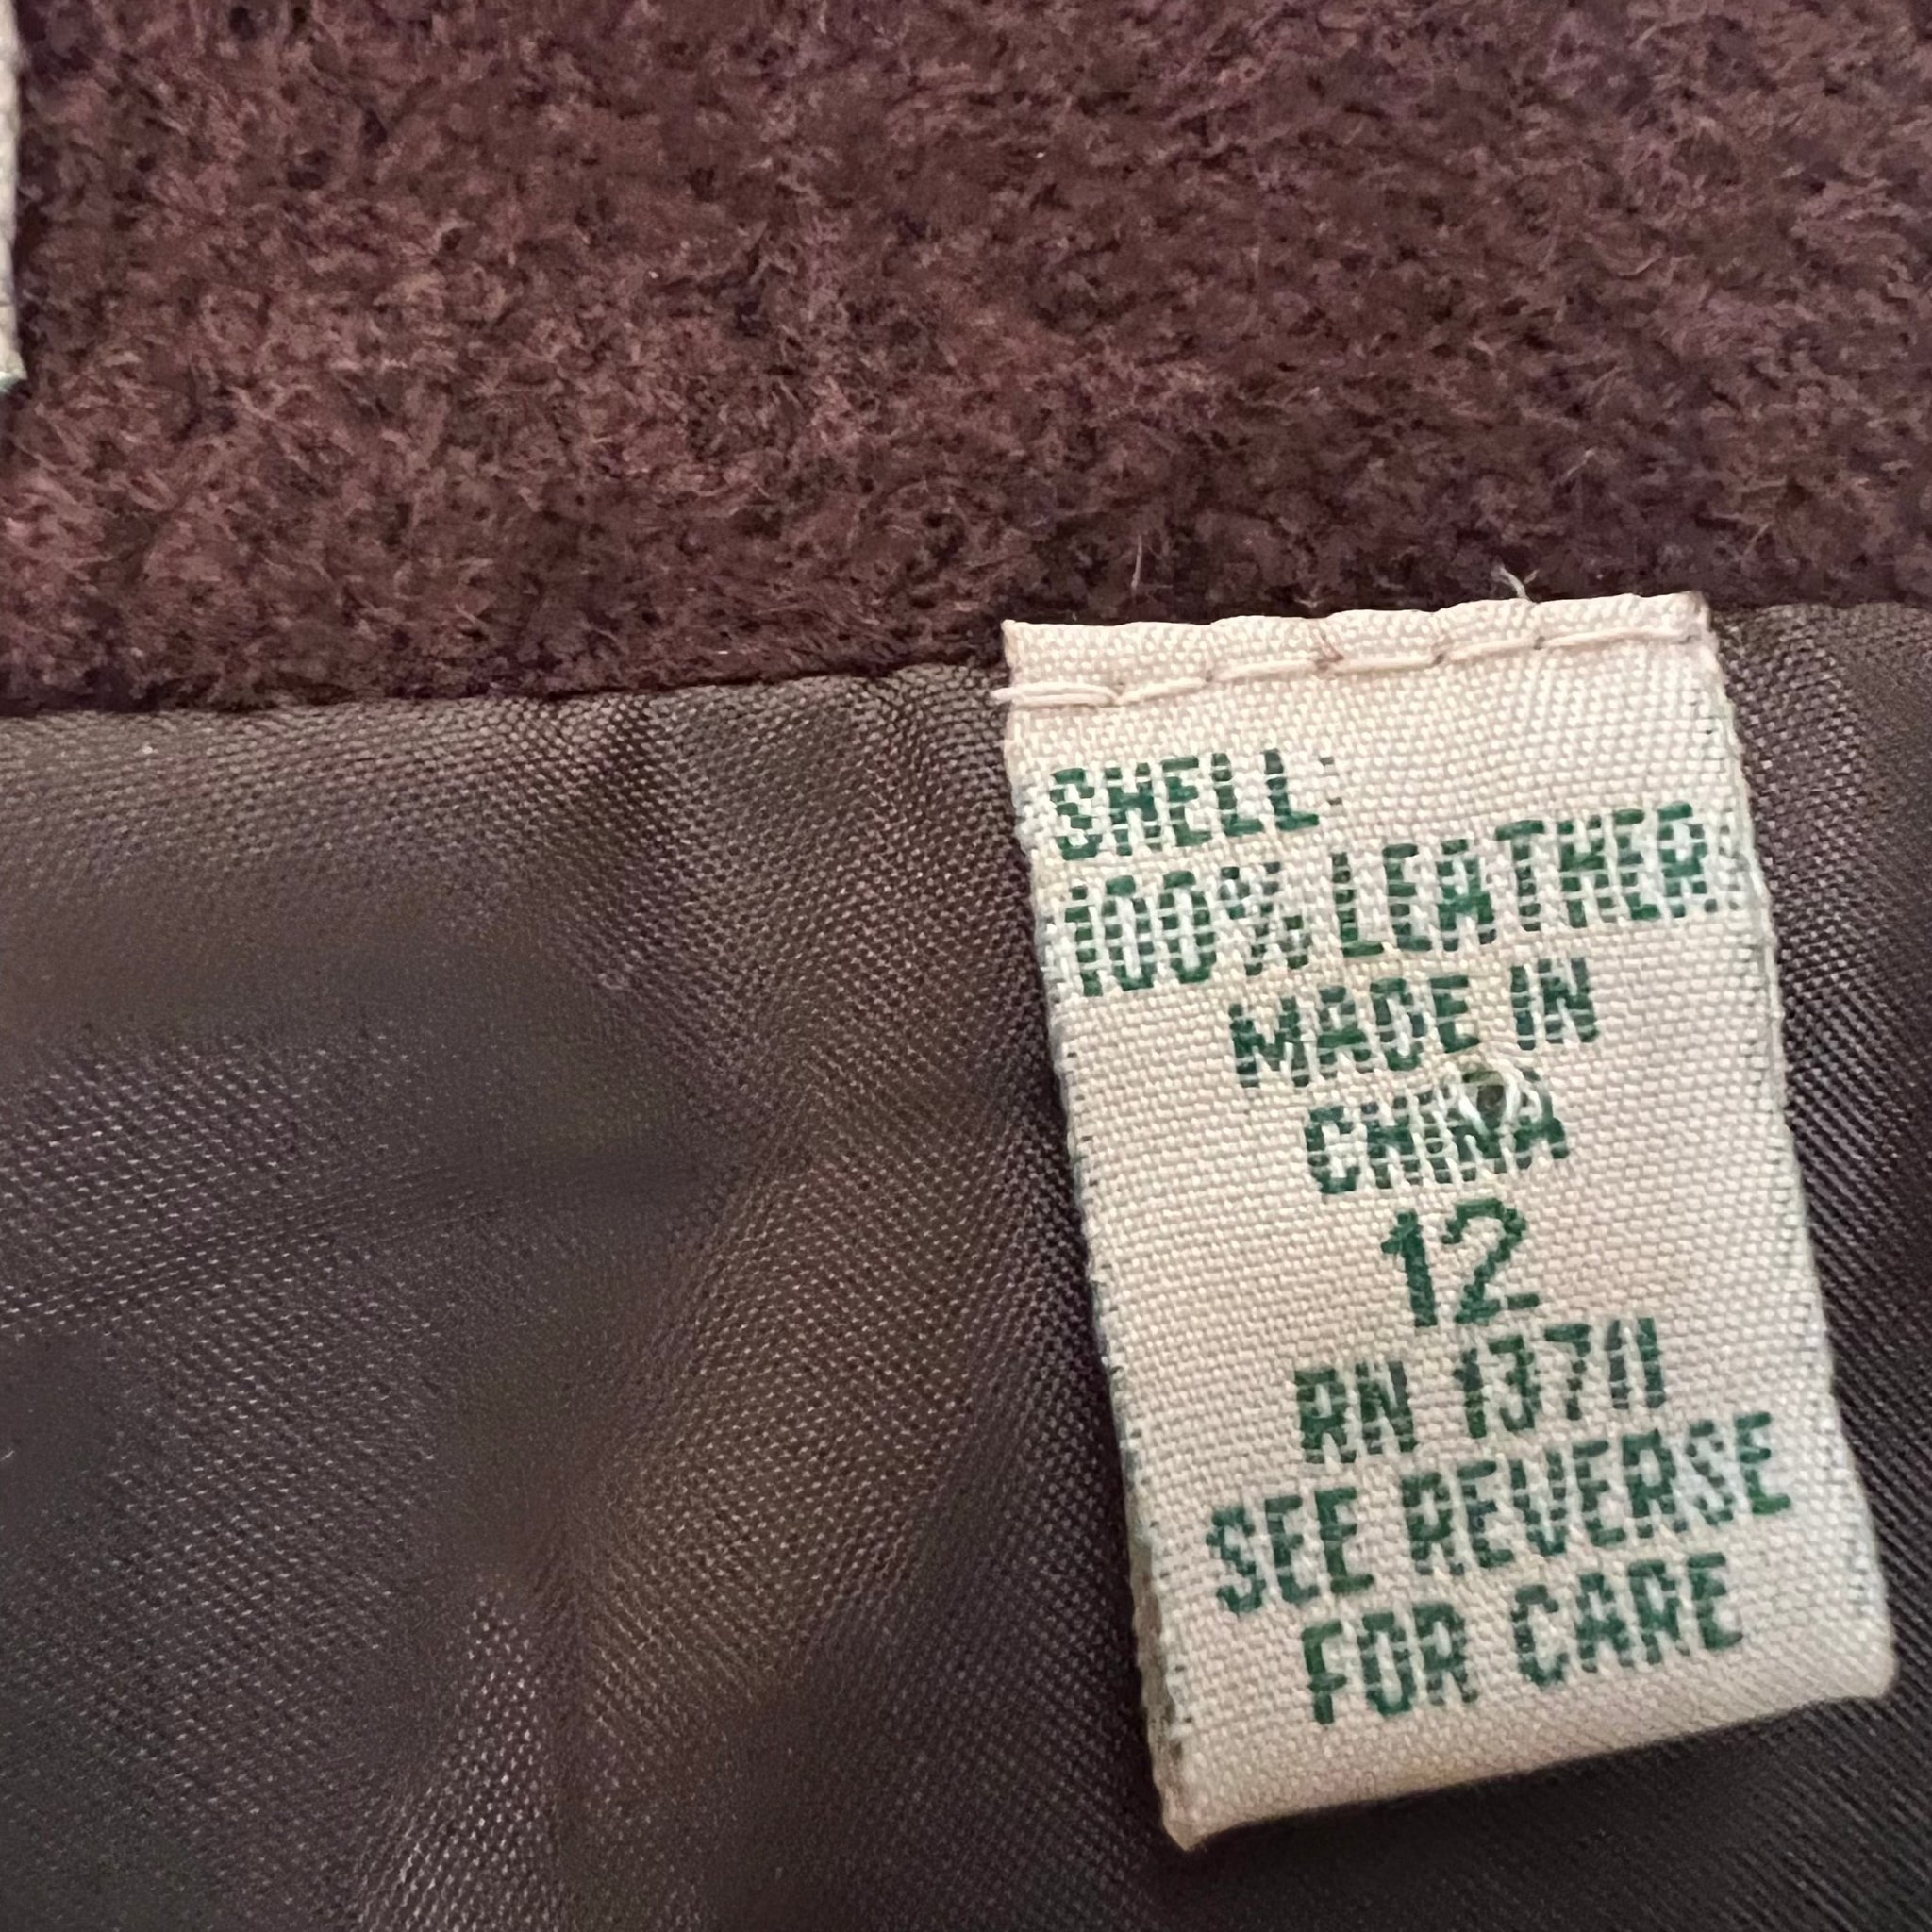 SHELL:
100% LEATHER
MADE IN
CHINA
12
RN 13711
SEE REVERSE
FOR CARE